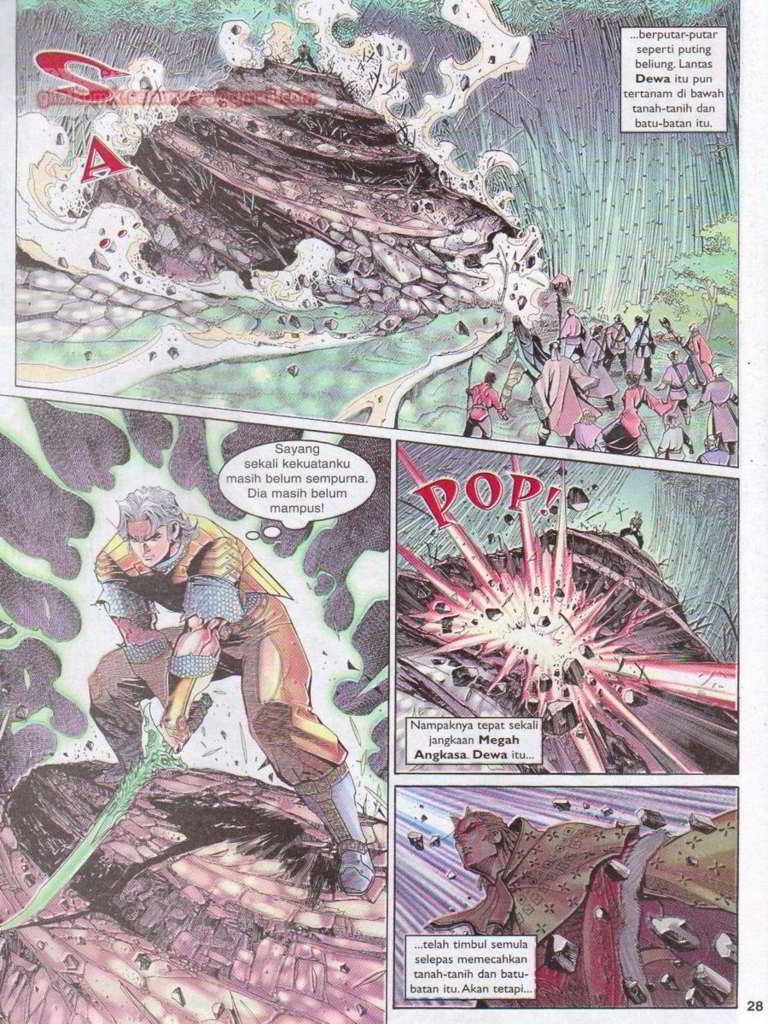 ...berputar-putar
seperti puting
beliung. Lantas
Dewa itu pun
tertanam di bawah
tanah-tanih dan
batu-batan itu.
S
A
Sayang
sekali kekuatanku
masih belum sempurna.
Dia masih belum
mampus!
POP!
Nampaknya tepat sekali
jangkaan Megah
Angkasa. Dewa itu...
...telah timbul semula
selepas memecahkan
tanah-tanih dan batu-
batan itu. Akan tetapi...
28